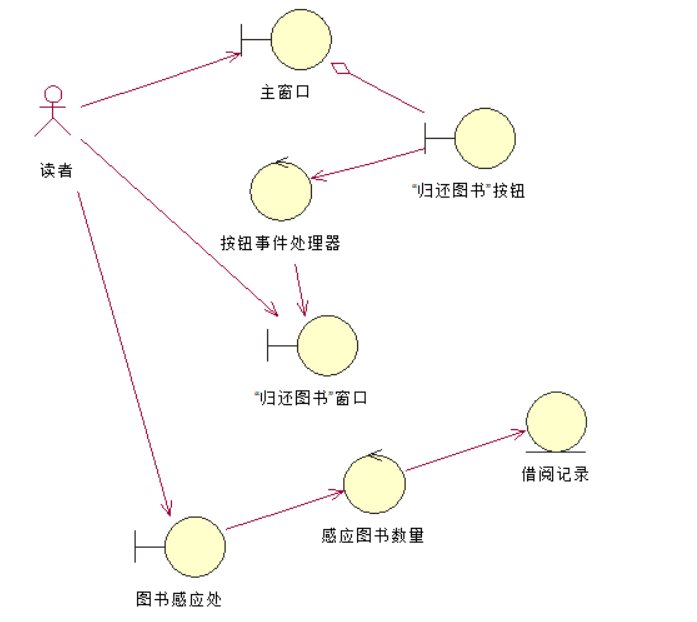 主窗口
读者
“归还图书”按钮
按钮事件处理器
“归还图书”窗口
借阅记录
感应图书数量
图书感应处